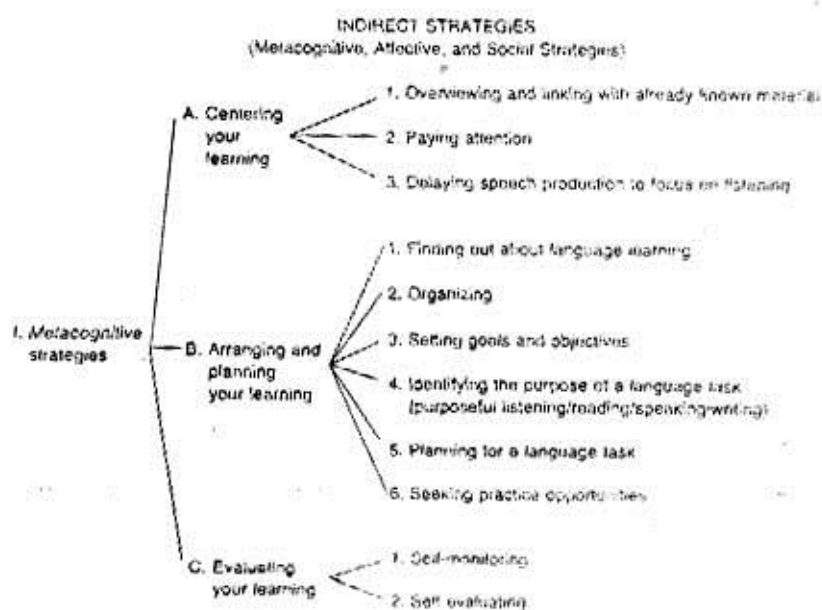 INDIRECT STRATEGIES
(Metacognitive, Affective, and Social Strategies)
A. Centering
your
learning
1. Overviewing and linking with already known material
2. Paying attention
3. Delaying speech production to focus on listening
I. Metacognitive
strategies
B. Arranging and
planning
your learning
1. Finding out about language learning
2. Organizing
3. Setting goals and objectives
4. Identifying the purpose of a language task
(purposeful listening/reading/speaking/writing)
5. Planning for a language task
6. Seeking practice opportunities
C. Evaluating
your learning
1. Self-monitoring
2. Self evaluating